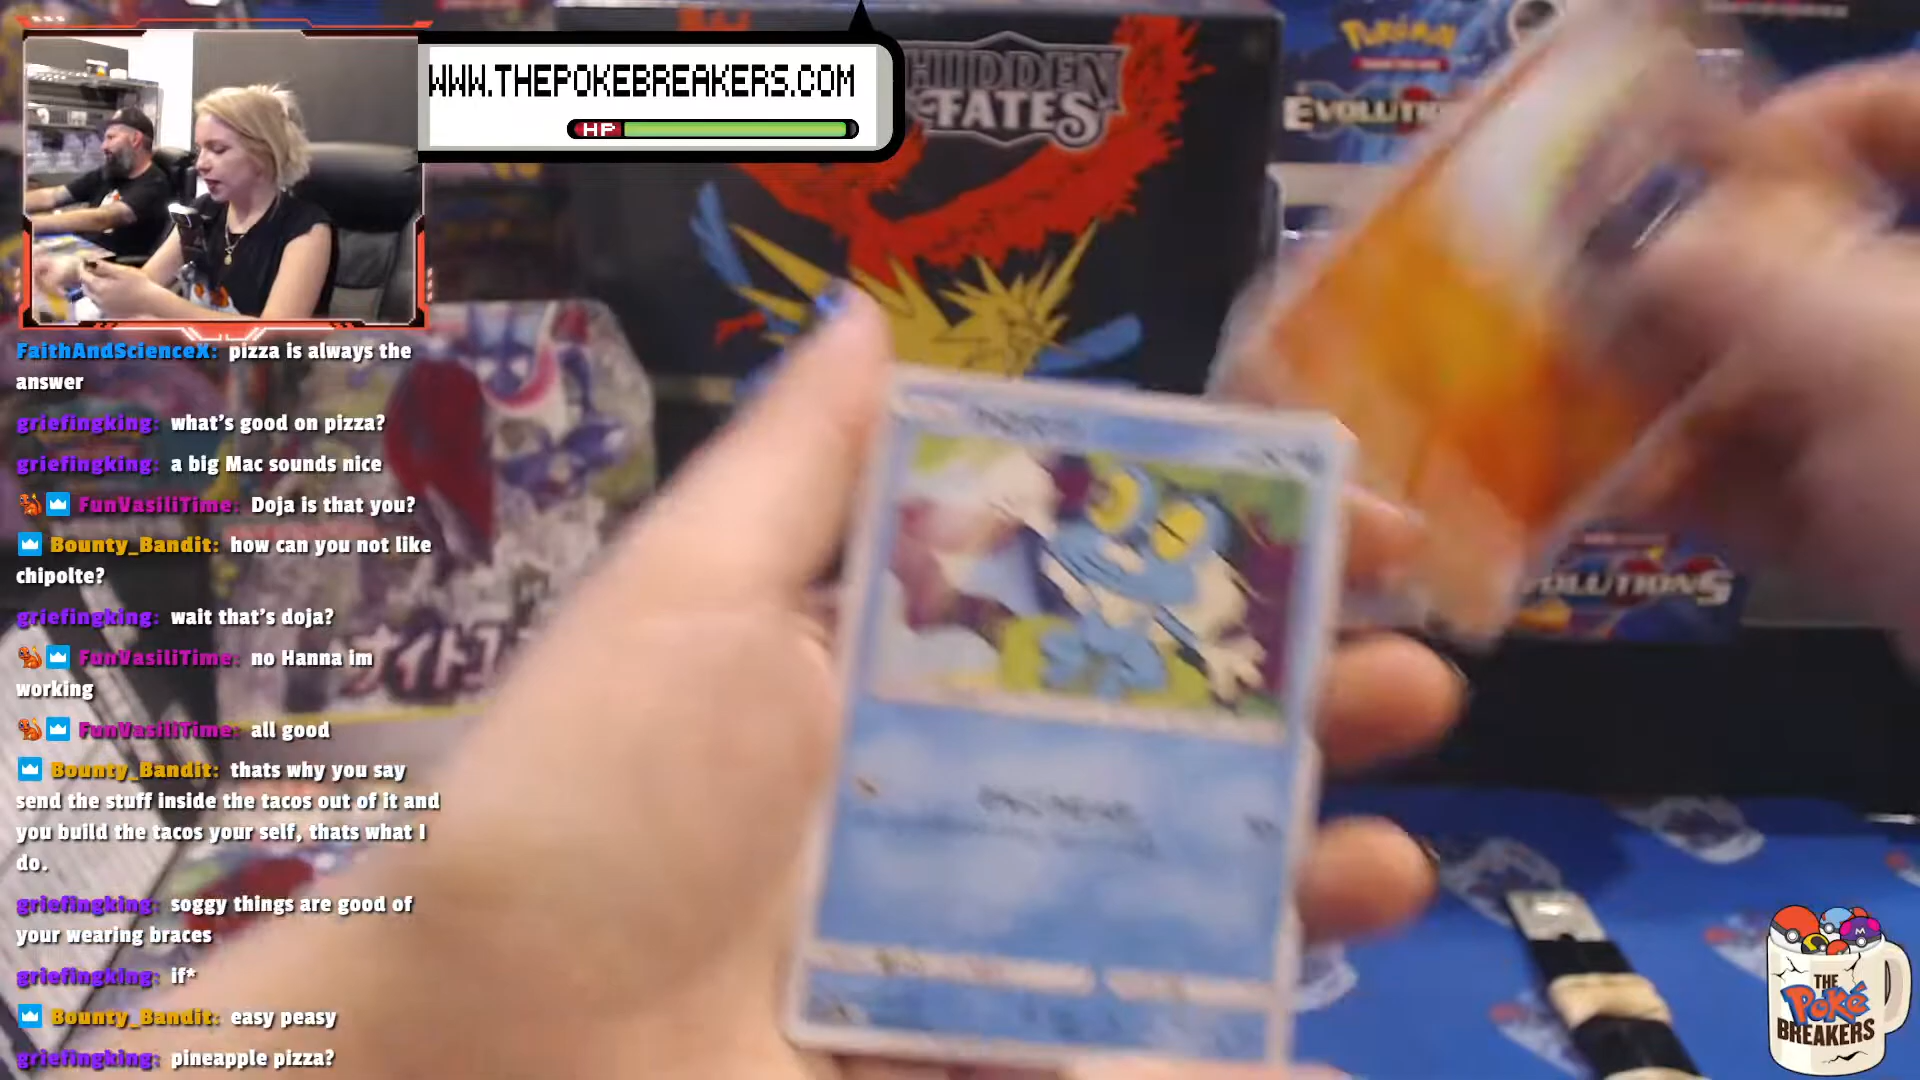 WWW.THEPOKEBREAKERS.COM
HP
HIDDEN
FATES
POKÉMON
EVOLUTIONS
FaithAndScienceX: pizza is always the
answer
griefingking: what's good on pizza?
griefingking: a big Mac sounds nice
FunVasiliTime: Doja is that you?
Bounty_Bandit: how can you not like
chipolte?
griefingking: wait that's doja?
FunVasiliTime: no Hanna im
working
FunVasiliTime: all good
Bounty_Bandit: thats why you say
send the stuff inside the tacos out of it and
you build the tacos your self, thats what I
do.
griefingking: soggy things are good of
your wearing braces
griefingking: if*
Bounty_Bandit: easy peasy
griefingking: pineapple pizza?
ナイト
THE
Poké
BREAKERS
M